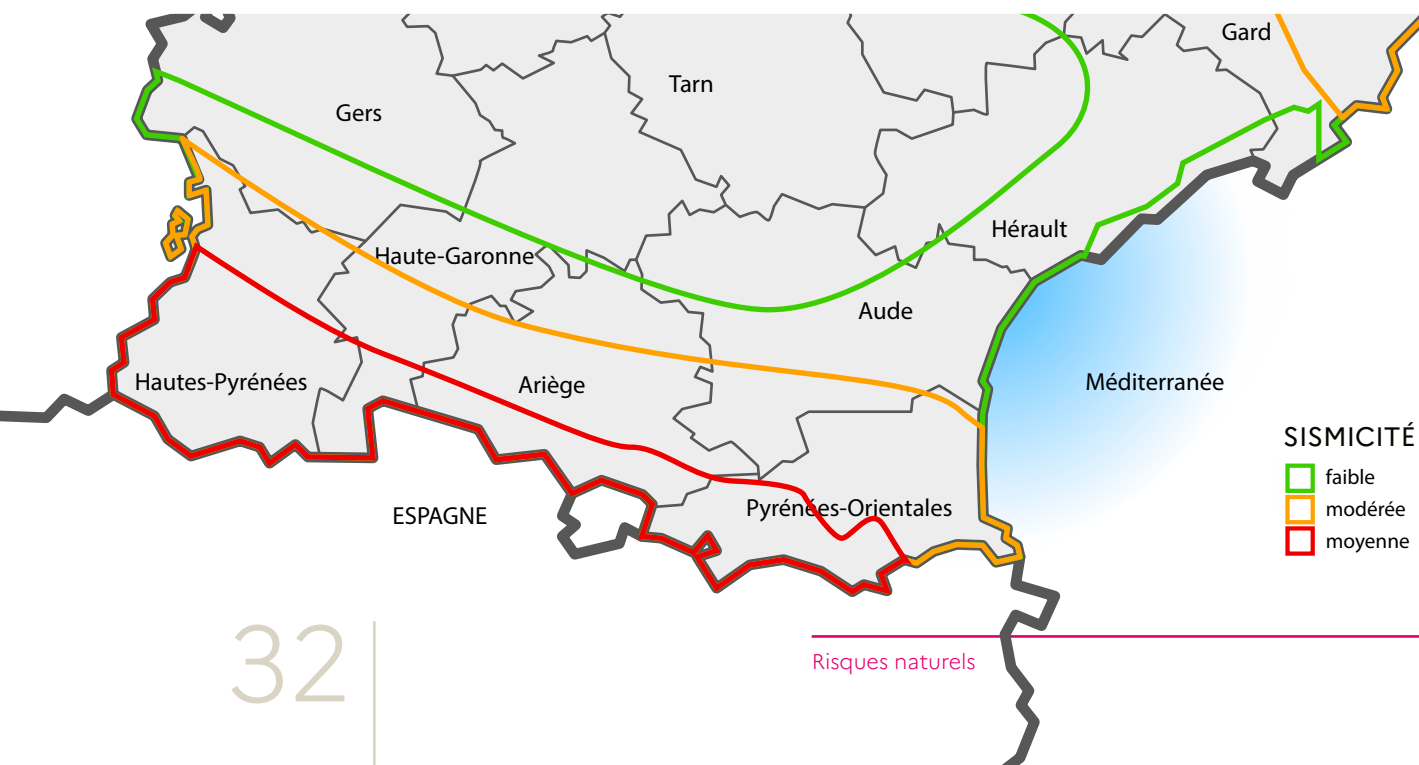 Gard
Tarn
Gers
Hérault
Haute-Garonne
Aude
Hautes-Pyrénées
Ariège
Méditerranée
SISMICITÉ
faible
modérée
moyenne
Pyrénées-Orientales
ESPAGNE
32
Risques naturels